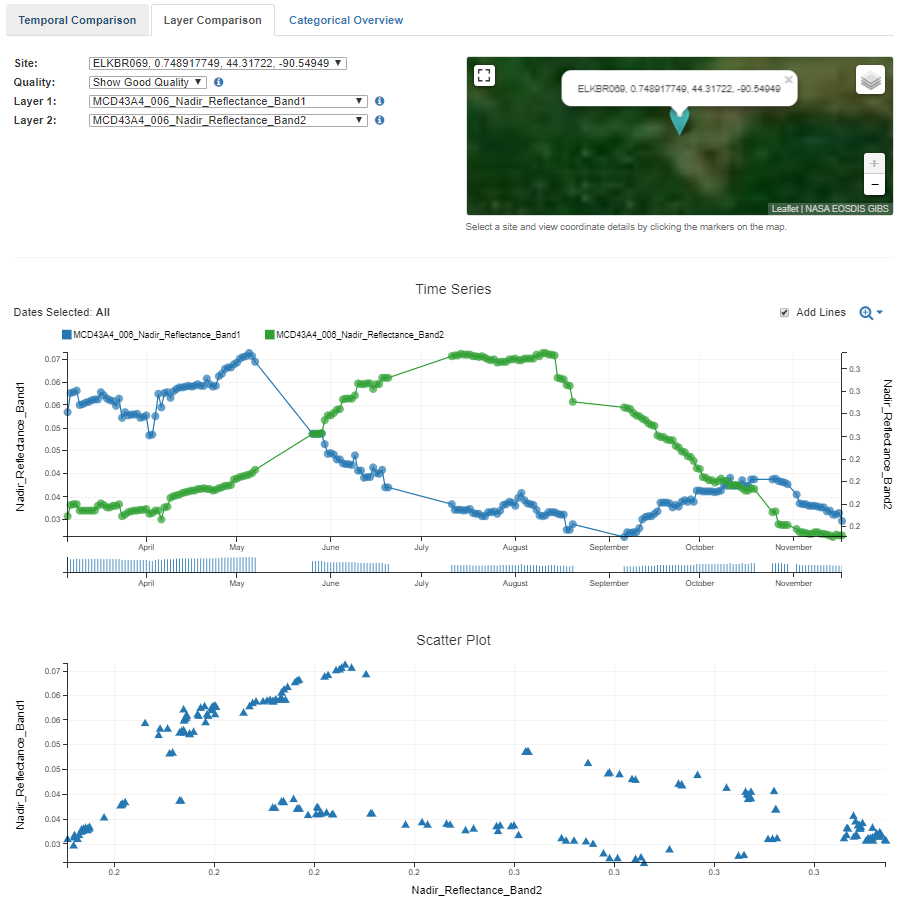 Temporal Comparison Layer Comparison Categorical Overview
Site: ELKBR069, 0.748917749, 44.31722, -90.54949
Quality: Show Good Quality
Layer 1: MCD43A4_006_Nadir_Reflectance_Band1
Layer 2: MCD43A4_006_Nadir_Reflectance_Band2
ELKBR069, 0.748917749, 44.31722, -90.54949 ×
+
−
Leaflet | NASA EOSDIS GIBS
Select a site and view coordinate details by clicking the markers on the map.
Time Series
Dates Selected: All
Add Lines
MCD43A4_006_Nadir_Reflectance_Band1 MCD43A4_006_Nadir_Reflectance_Band2
Nadir_Reflectance_Band1
0.07
0.06
0.06
0.05
0.05
0.04
0.04
0.03
0.3
0.3
0.3
0.3
0.2
0.2
0.2
0.2
Nadir_Reflectance_Band2
April May June July August September October November
April May June July August September October November
Scatter Plot
Nadir_Reflectance_Band1
0.07
0.06
0.06
0.05
0.05
0.04
0.04
0.03
0.2 0.2 0.2 0.2 0.3 0.3 0.3 0.3
Nadir_Reflectance_Band2